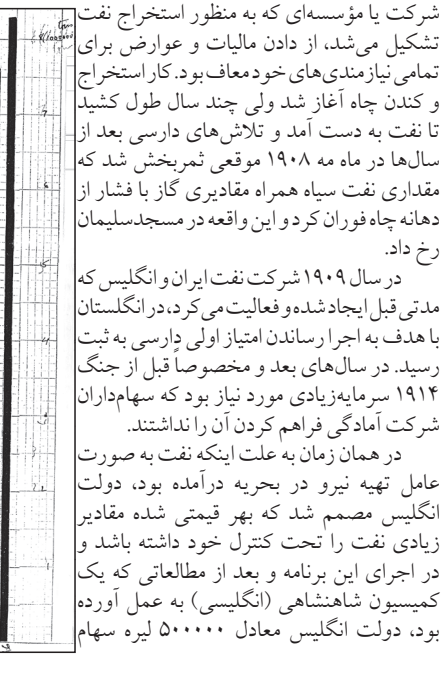 شرکت یا مؤسسه‌ای که به منظور استخراج نفت
تشکیل می‌شد، از دادن مالیات و عوارض برای
تمامی نیازمندی‌های خود معاف بود. کار استخراج
و کندن چاه آغاز شد ولی چند سال طول کشید
تا نفت به دست آمد و تلاش‌های دارسی بعد از
سال‌ها در ماه مه ۱۹۰۸ موقعی ثمربخش شد که
مقداری نفت سیاه همراه مقادیری گاز با فشار از
دهانه چاه فوران کرد و این واقعه در مسجدسلیمان
رخ داد.
در سال ۱۹۰۹ شرکت نفت ایران و انگلیس که
مدتی قبل ایجاد شده و فعالیت می‌کرد، در انگلستان
با هدف به اجرا رساندن امتیاز اولی دارسی به ثبت
رسید. در سال‌های بعد و مخصوصاً قبل از جنگ
۱۹۱۴ سرمایه‌زیادی مورد نیاز بود که سهام‌داران
شرکت آمادگی فراهم کردن آن را نداشتند.
در همان زمان به علت اینکه نفت به صورت
عامل تهیه نیرو در بحریه درآمده بود، دولت
انگلیس مصمم شد که بهر قیمتی شده مقادیر
زیادی نفت را تحت کنترل خود داشته باشد و
در اجرای این برنامه و بعد از مطالعاتی که یک
کمیسیون شاهنشاهی (انگلیسی) به عمل آورده
بود، دولت انگلیس معادل ۵۰۰۰۰۰ لیره سهام